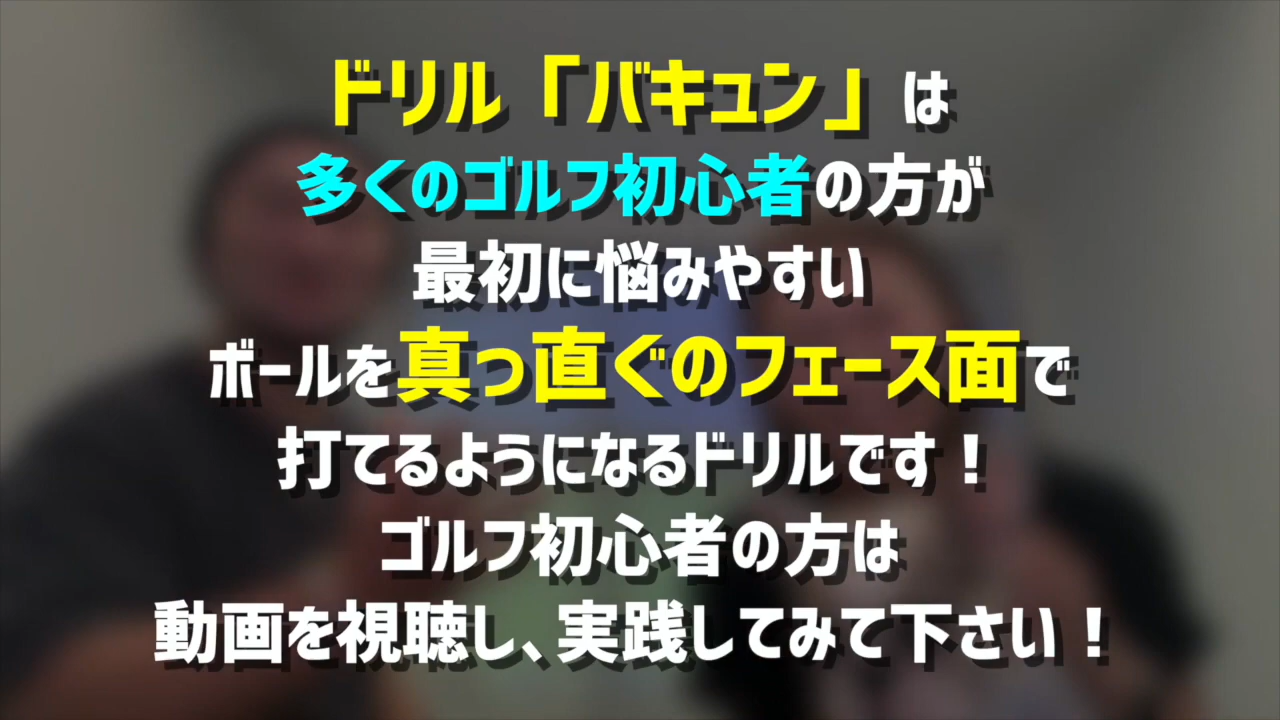 ドリル「バキュン」は
多くのゴルフ初心者の方が
最初に悩みやすい
ボールを真っ直ぐのフェース面で
打てるようになるドリルです！
ゴルフ初心者の方は
動画を視聴し、実践してみて下さい！